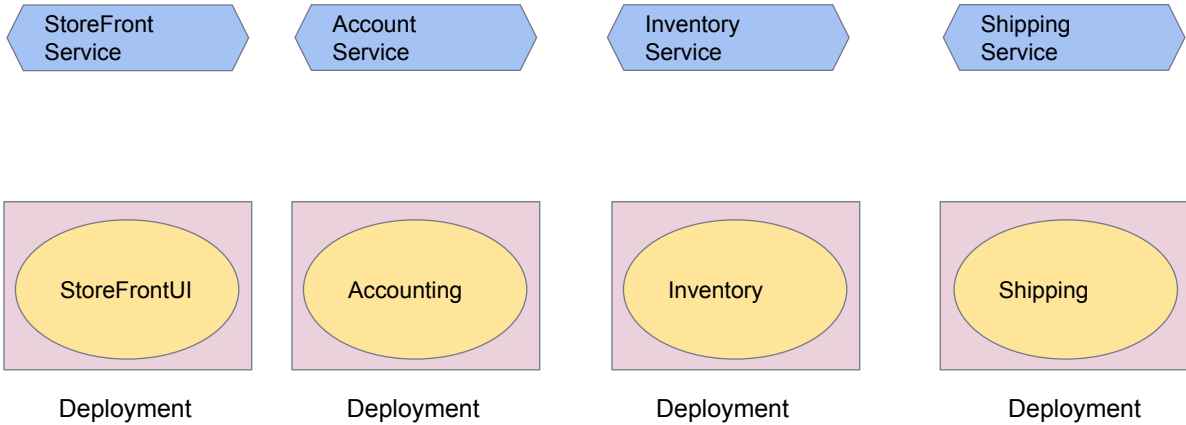 StoreFront
Service
Account
Service
Inventory
Service
Shipping
Service
StoreFrontUI
Accounting
Inventory
Shipping
Deployment
Deployment
Deployment
Deployment